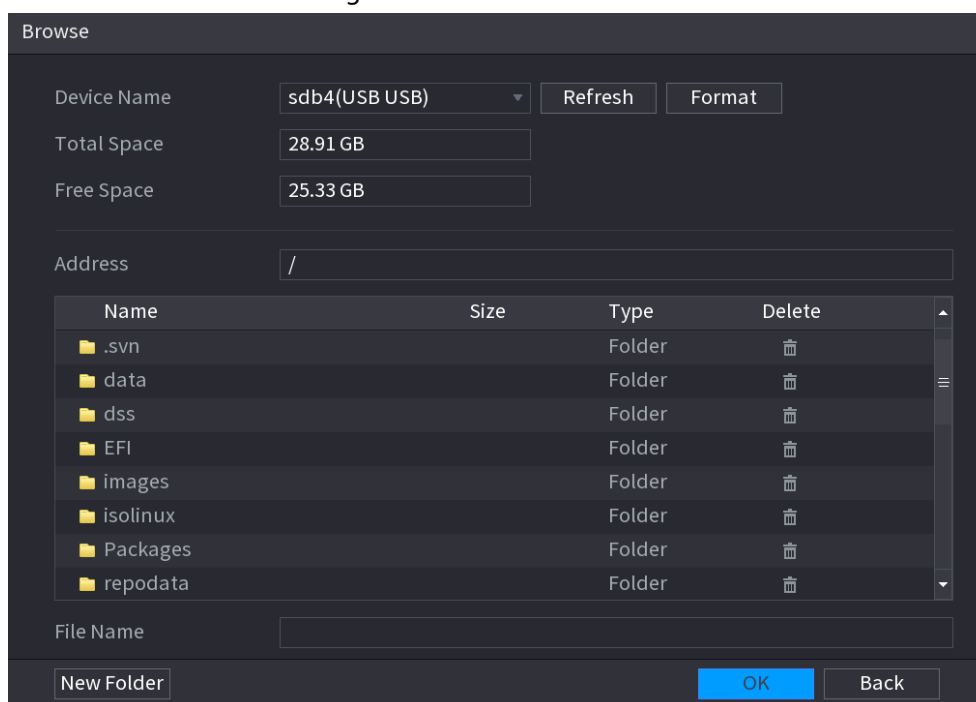 Browse
Device Name sdb4(USB USB) Refresh Format
Total Space 28.91 GB
Free Space 25.33 GB
Address /
Name Size Type Delete
.svn Folder
data Folder
dss Folder
EFI Folder
images Folder
isolinux Folder
Packages Folder
repodata Folder
File Name
New Folder OK Back